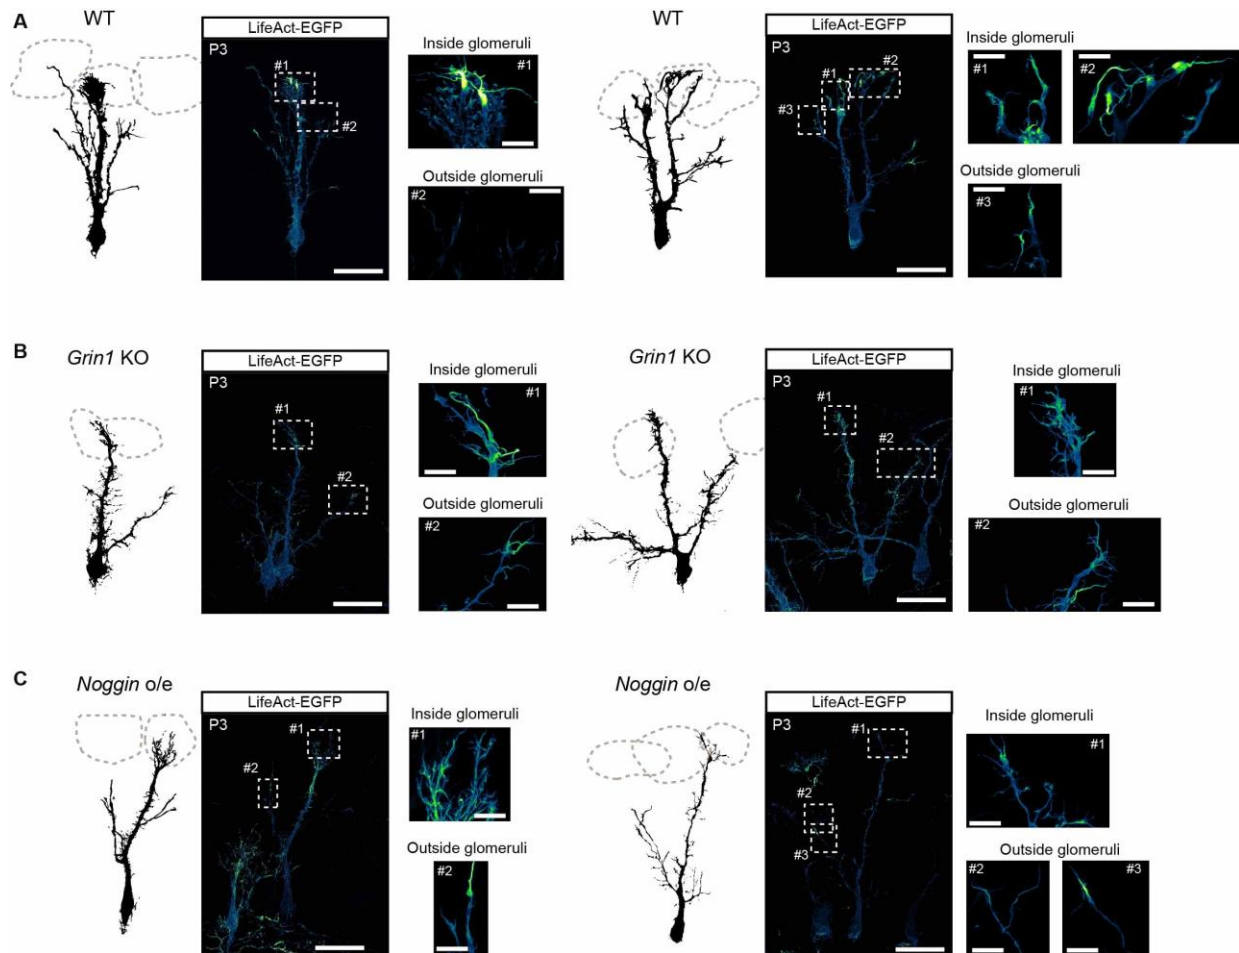 A
WT
LifeAct-EGFP
P3
#1
#2
Inside glomeruli
#1
Outside glomeruli
#2
WT
LifeAct-EGFP
P3
#1
#2
#3
Inside glomeruli
#1
#2
Outside glomeruli
#3
B
Grin1 KO
LifeAct-EGFP
P3
#1
#2
Inside glomeruli
#1
Outside glomeruli
#2
Grin1 KO
LifeAct-EGFP
P3
#1
#2
Inside glomeruli
#1
Outside glomeruli
#2
C
Noggin o/e
LifeAct-EGFP
P3
#1
#2
Inside glomeruli
#1
Outside glomeruli
#2
Noggin o/e
LifeAct-EGFP
P3
#1
#2
#3
Inside glomeruli
#1
Outside glomeruli
#2
#3